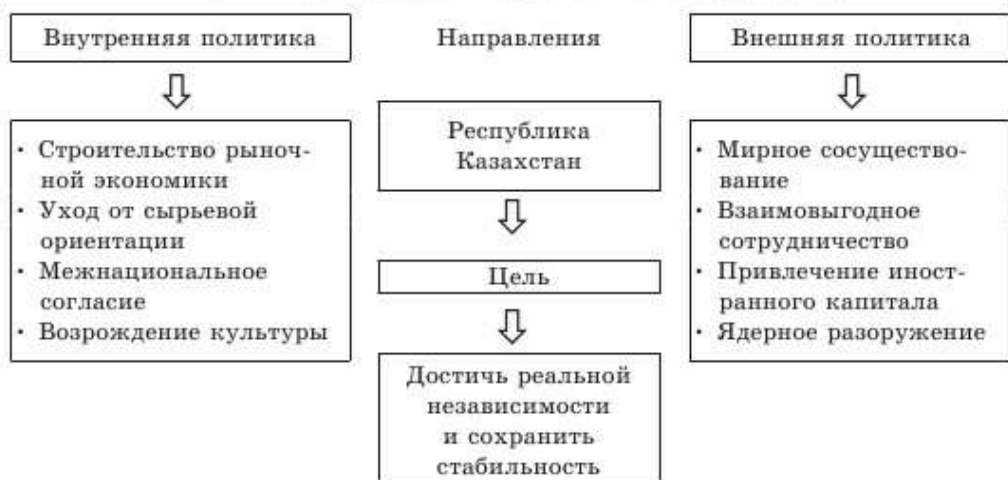 Внутренняя политика
Направления
Внешняя политика
• Строительство рыноч-
ной экономики
• Уход от сырьевой
ориентации
• Межнациональное
согласие
• Возрождение культуры
Республика
Казахстан
Цель
Достичь реальной
независимости
и сохранить
стабильность
• Мирное сосущество-
вание
• Взаимовыгодное
сотрудничество
• Привлечение иност-
ранного капитала
• Ядерное разоружение